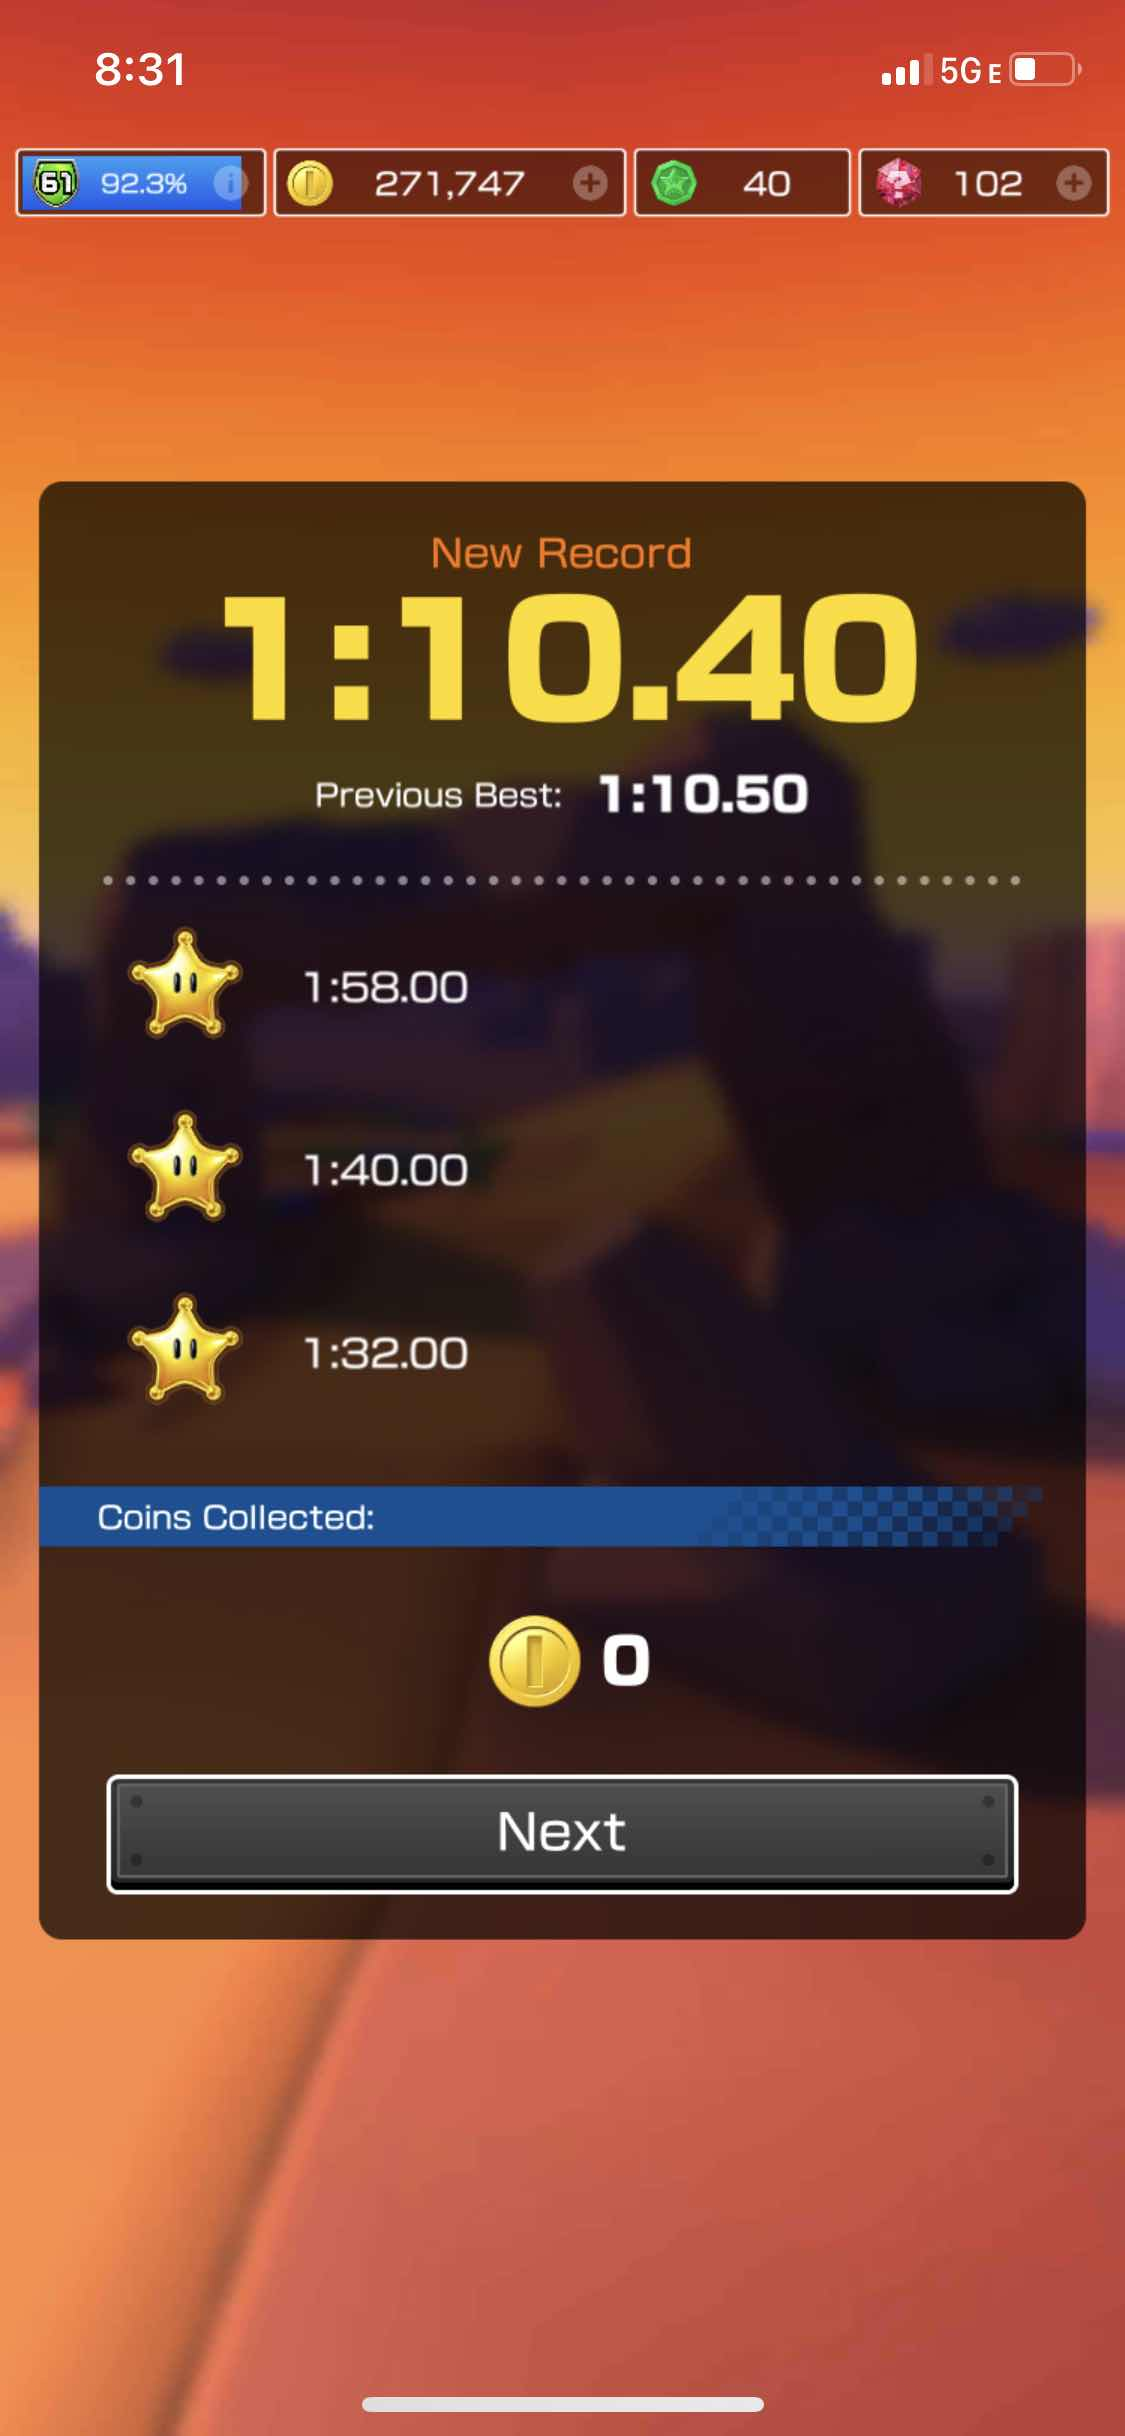 8:31 5GE
61 92.3% i 271,747 + 40 102 +
New Record
1:10.40
Previous Best: 1:10.50
1:58.00
1:40.00
1:32.00
Coins Collected:
0
Next